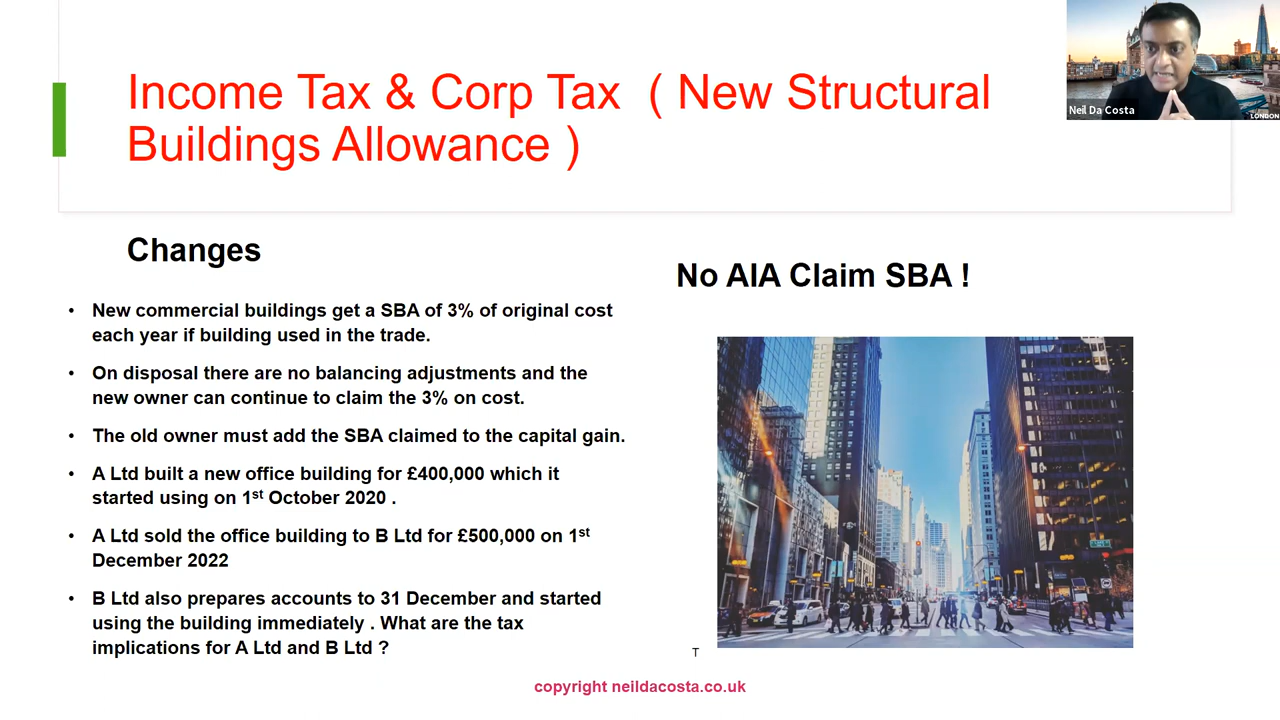 Income Tax & Corp Tax ( New Structural
Buildings Allowance )
Neil Da Costa
LONDON
Changes
No AIA Claim SBA !
• New commercial buildings get a SBA of 3% of original cost
each year if building used in the trade.
• On disposal there are no balancing adjustments and the
new owner can continue to claim the 3% on cost.
• The old owner must add the SBA claimed to the capital gain.
• A Ltd built a new office building for £400,000 which it
started using on 1st October 2020 .
• A Ltd sold the office building to B Ltd for £500,000 on 1st
December 2022
• B Ltd also prepares accounts to 31 December and started
using the building immediately . What are the tax
implications for A Ltd and B Ltd ?
T
copyright neildacosta.co.uk